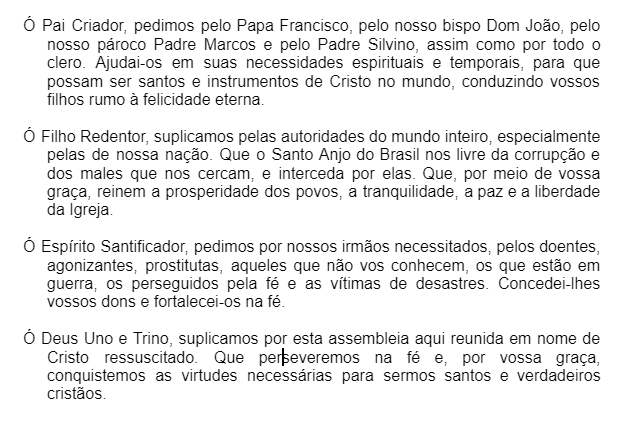 Ó Pai Criador, pedimos pelo Papa Francisco, pelo nosso bispo Dom João, pelo
nosso pároco Padre Marcos e pelo Padre Silvino, assim como por todo o
clero. Ajudai-os em suas necessidades espirituais e temporais, para que
possam ser santos e instrumentos de Cristo no mundo, conduzindo vossos
filhos rumo à felicidade eterna.
Ó Filho Redentor, suplicamos pelas autoridades do mundo inteiro, especialmente
pelas de nossa nação. Que o Santo Anjo do Brasil nos livre da corrupção e
dos males que nos cercam, e interceda por elas. Que, por meio de vossa
graça, reinem a prosperidade dos povos, a tranquilidade, a paz e a liberdade
da Igreja.
Ó Espírito Santificador, pedimos por nossos irmãos necessitados, pelos doentes,
agonizantes, prostitutas, aqueles que não vos conhecem, os que estão em
guerra, os perseguidos pela fé e as vítimas de desastres. Concedei-lhes
vossos dons e fortalecei-os na fé.
Ó Deus Uno e Trino, suplicamos por esta assembleia aqui reunida em nome de
Cristo ressuscitado. Que perseveremos na fé e, por vossa graça,
conquistemos as virtudes necessárias para sermos santos e verdadeiros
cristãos.